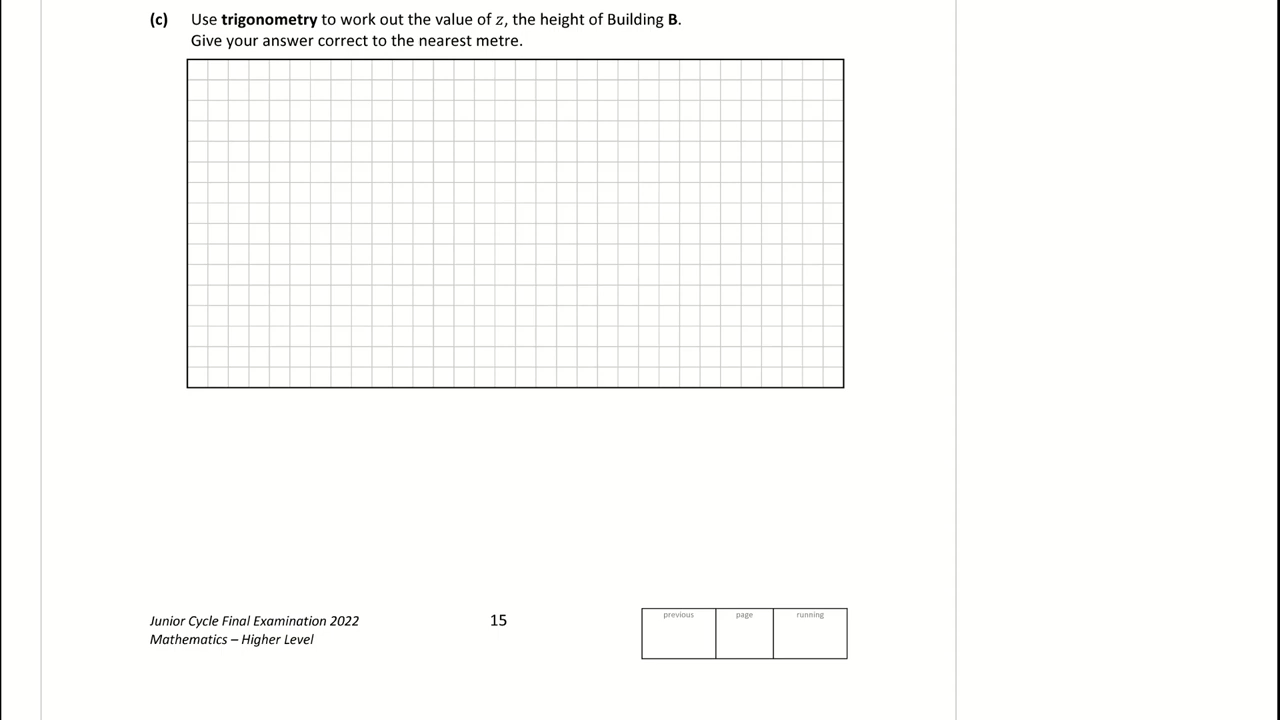 (c) Use trigonometry to work out the value of z, the height of Building B.
Give your answer correct to the nearest metre.
Junior Cycle Final Examination 2022
Mathematics – Higher Level
15
previous page running